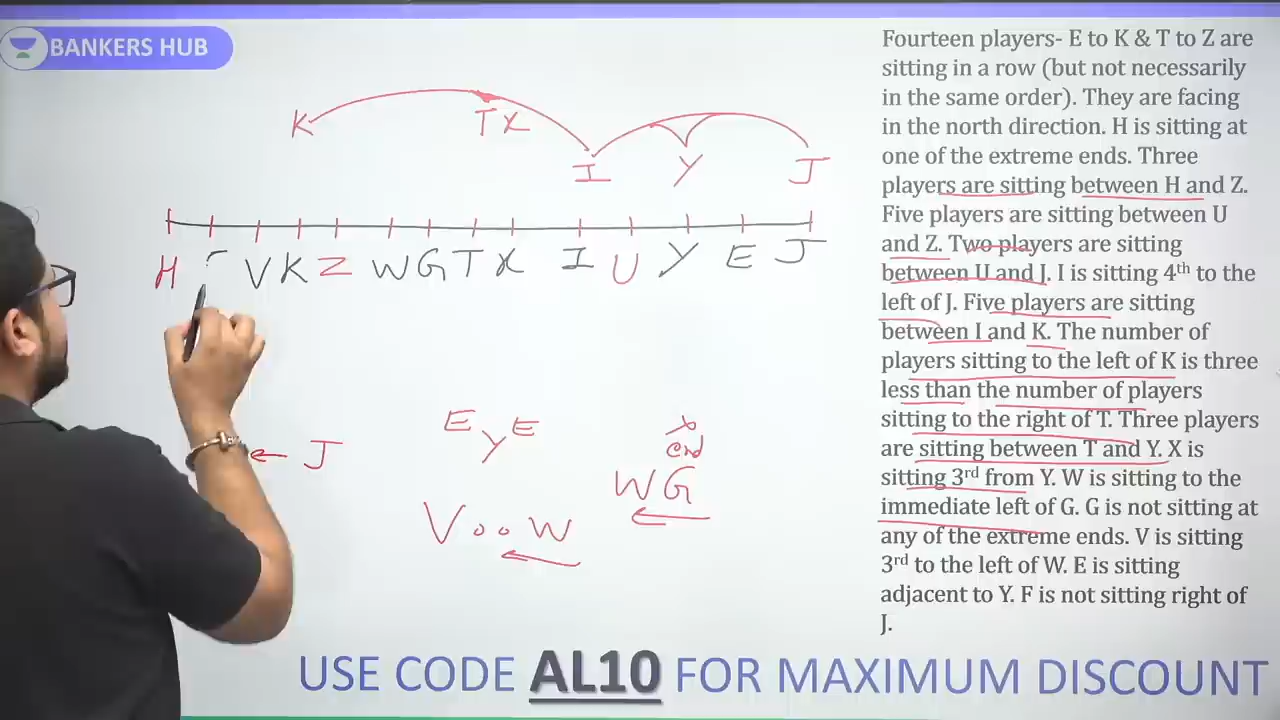 BANKERS HUB
Fourteen players- E to K & T to Z are
sitting in a row (but not necessarily
in the same order). They are facing
in the north direction. H is sitting at
one of the extreme ends. Three
players are sitting between H and Z.
Five players are sitting between U
and Z. Two players are sitting
between U and J. I is sitting 4th to the
left of J. Five players are sitting
between I and K. The number of
players sitting to the left of K is three
less than the number of players
sitting to the right of T. Three players
are sitting between T and Y. X is
sitting 3rd from Y. W is sitting to the
immediate left of G. G is not sitting at
any of the extreme ends. V is sitting
3rd to the left of W. E is sitting
adjacent to Y. F is not sitting right of
J.
K TX
I Y J
H V K Z W G T X I U Y E J
E Y E
x
end
W G
← J
V o o W
USE CODE AL10 FOR MAXIMUM DISCOUNT